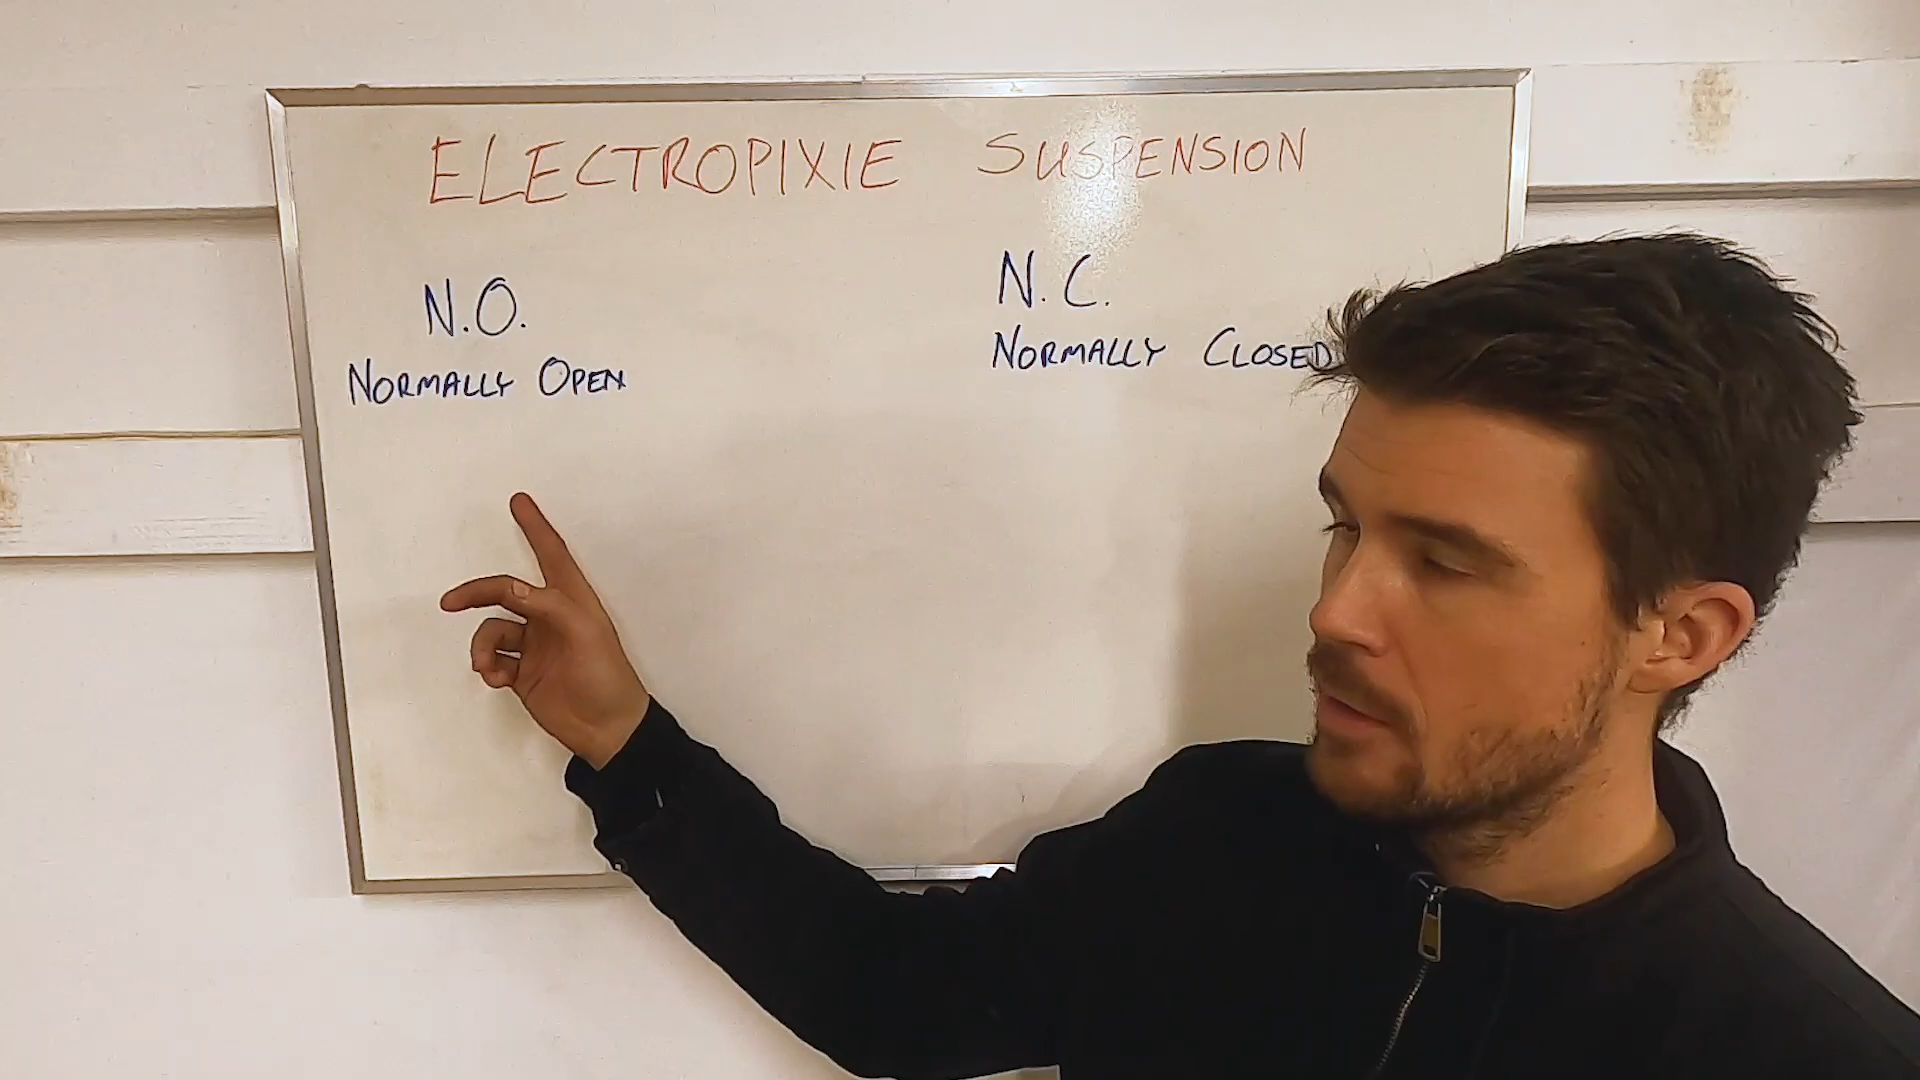 ELECTROPIXIE SUSPENSION
N.O.
NORMALLY OPEN
N.C.
NORMALLY CLOSED